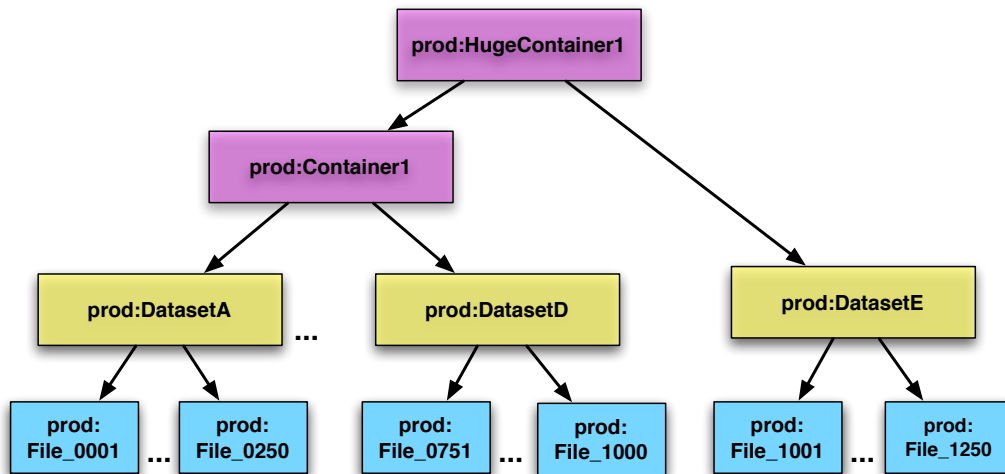 prod:HugeContainer1
prod:Container1
prod:DatasetA
...
prod:DatasetD
prod:DatasetE
prod:
File_0001
...
prod:
File_0250
prod:
File_0751
...
prod:
File_1000
prod:
File_1001
...
prod:
File_1250